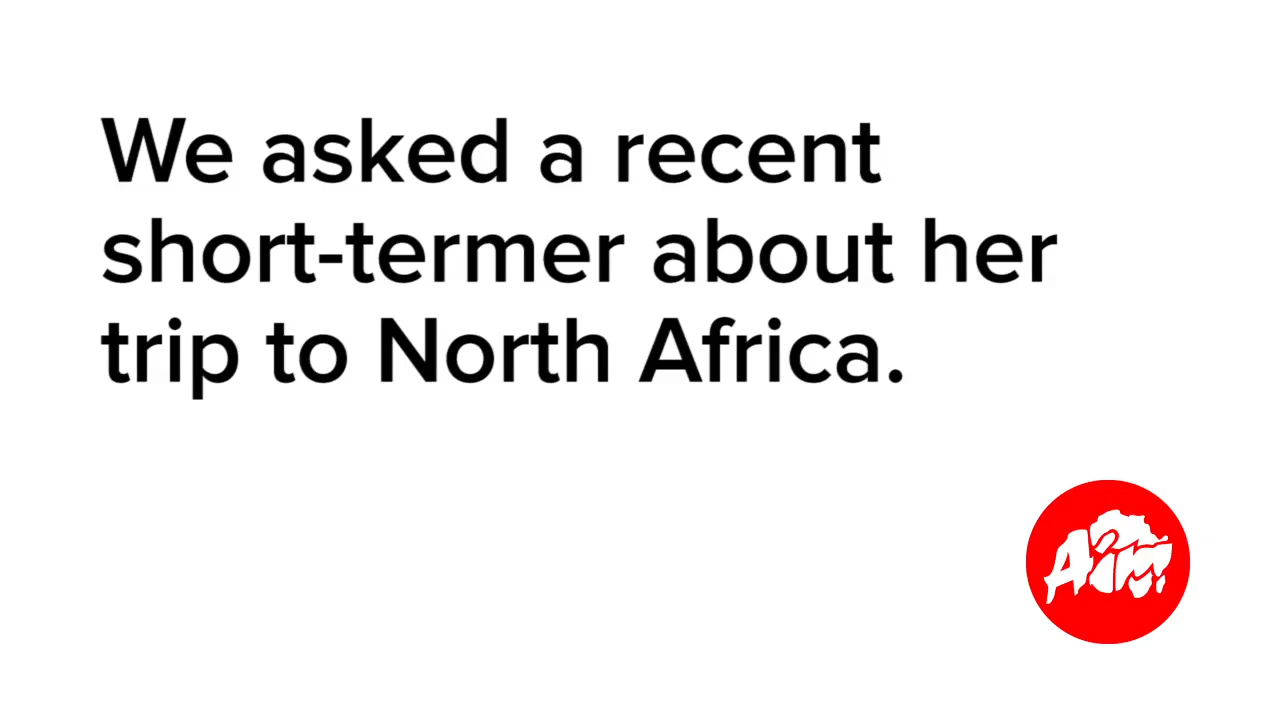 We asked a recent
short-termer about her
trip to North Africa.
Aim